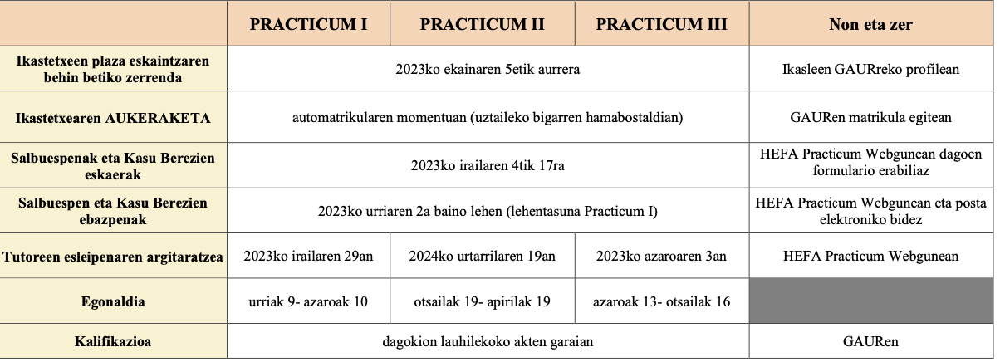 PRACTICUM I PRACTICUM II PRACTICUM III Non eta zer
Ikastetxeen plaza eskaintzaren
behin betiko zerrenda
2023ko ekainaren 5etik aurrera
Ikasleen GAURreko profilean
Ikastetxearen AUKERAKETA
automatrikularen momentuan (uztaileko bigarren hamabostaldian)
GAURen matrikula egitean
Salbuespenak eta Kasu Berezien
eskaerak
2023ko irailaren 4tik 17ra
HEFA Practicum Webgunean dagoen
formulario erabiliaz
Salbuespen eta Kasu Berezien
ebazpenak
2023ko urriaren 2a baino lehen (lehentasuna Practicum I)
HEFA Practicum Webgunean eta posta
elektroniko bidez
Tutoreen esleipenaren argitaratzea
2023ko irailaren 29an
2024ko urtarrilaren 19an
2023ko azaroaren 3an
HEFA Practicum Webgunean
Egonaldia
urriak 9- azaroak 10
otsailak 19- apirilak 19
azaroak 13- otsailak 16
Kalifikazioa
dagokion lauhilekoko akten garaian
GAURen